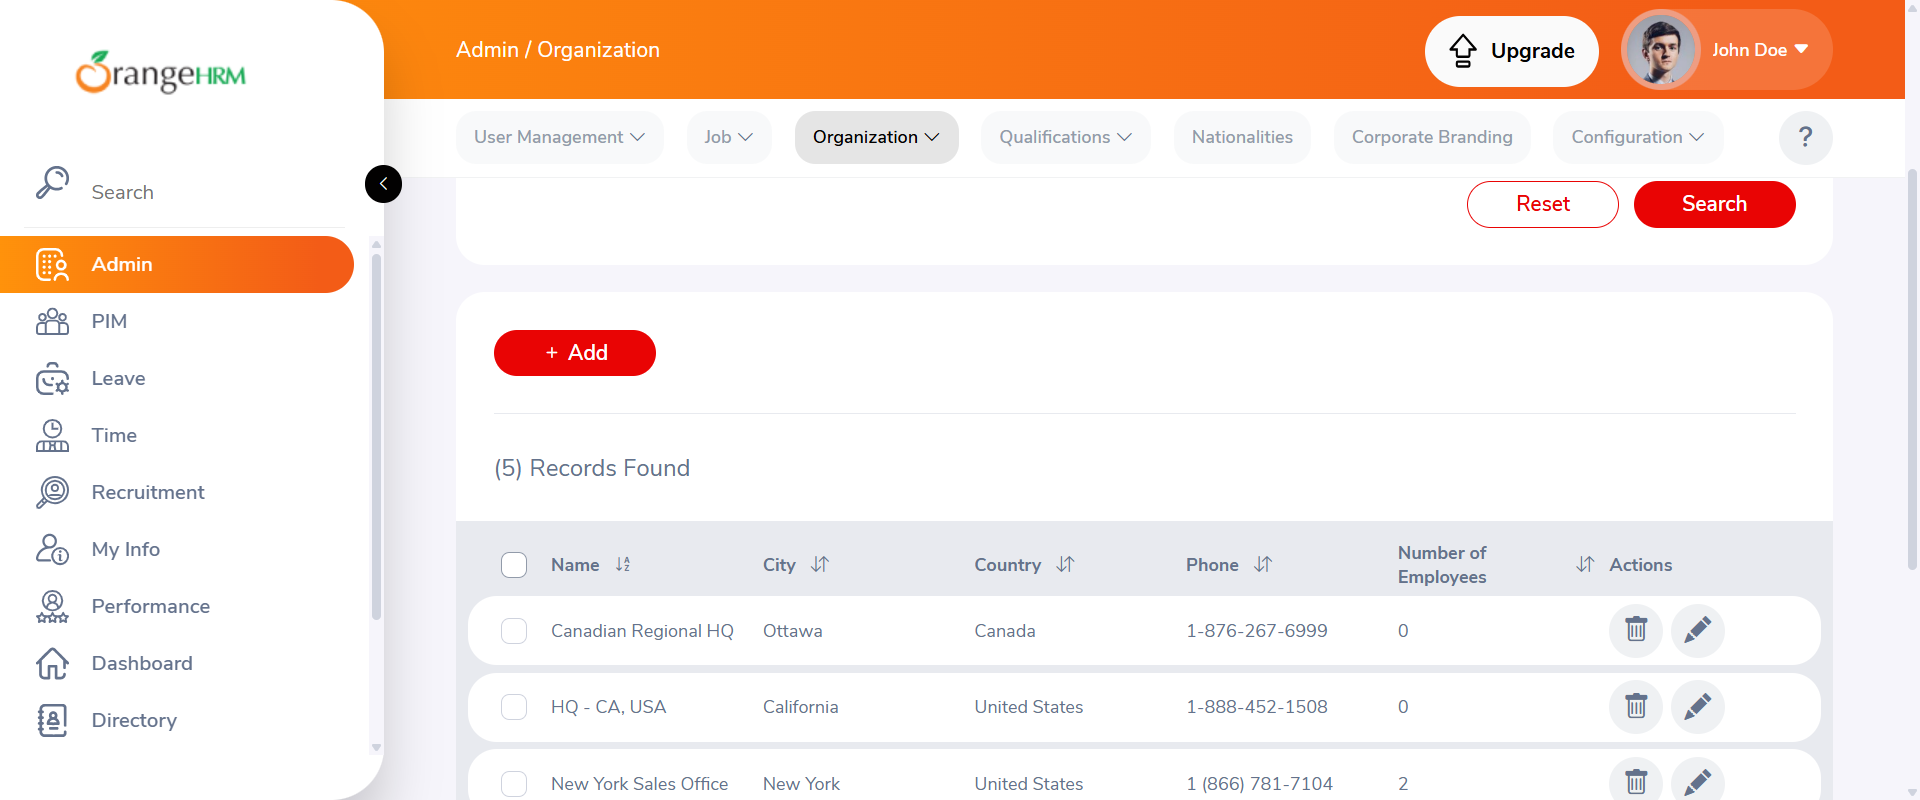 OrangeHRM
Admin / Organization
Upgrade
John Doe
User Management
Job
Organization
Qualifications
Nationalities
Corporate Branding
Configuration
?
Search
Admin
PIM
Leave
Time
Recruitment
My Info
Performance
Dashboard
Directory
Reset
Search
+ Add
(5) Records Found
Name
City
Country
Phone
Number of
Employees
Actions
Canadian Regional HQ Ottawa Canada 1-876-267-6999 0
HQ - CA, USA California United States 1-888-452-1508 0
New York Sales Office New York United States 1 (866) 781-7104 2